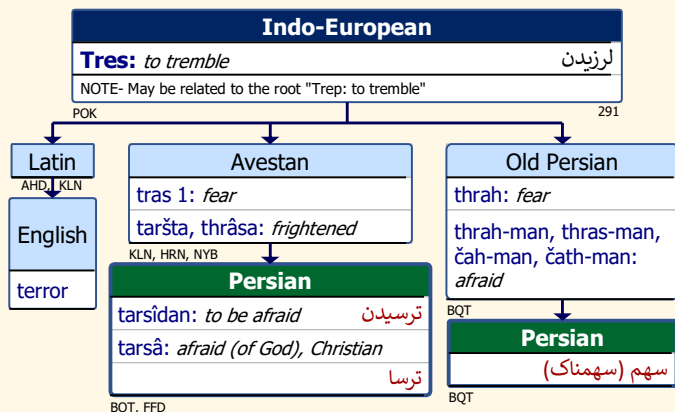 Indo-European
Tres: to tremble لرزیدن
NOTE- May be related to the root "Trep: to tremble"
POK 291
Latin
AHD, KLN
English
terror
Avestan
tras 1: fear
taršta, thrâsa: frightened
KLN, HRN, NYB
Persian
tarsîdan: to be afraid ترسیدن
tarsâ: afraid (of God), Christian
ترسا
BQT, FFD
Old Persian
thrah: fear
thrah-man, thras-man,
čah-man, čath-man:
afraid
BQT
Persian
سهم (سهمناک)
BQT